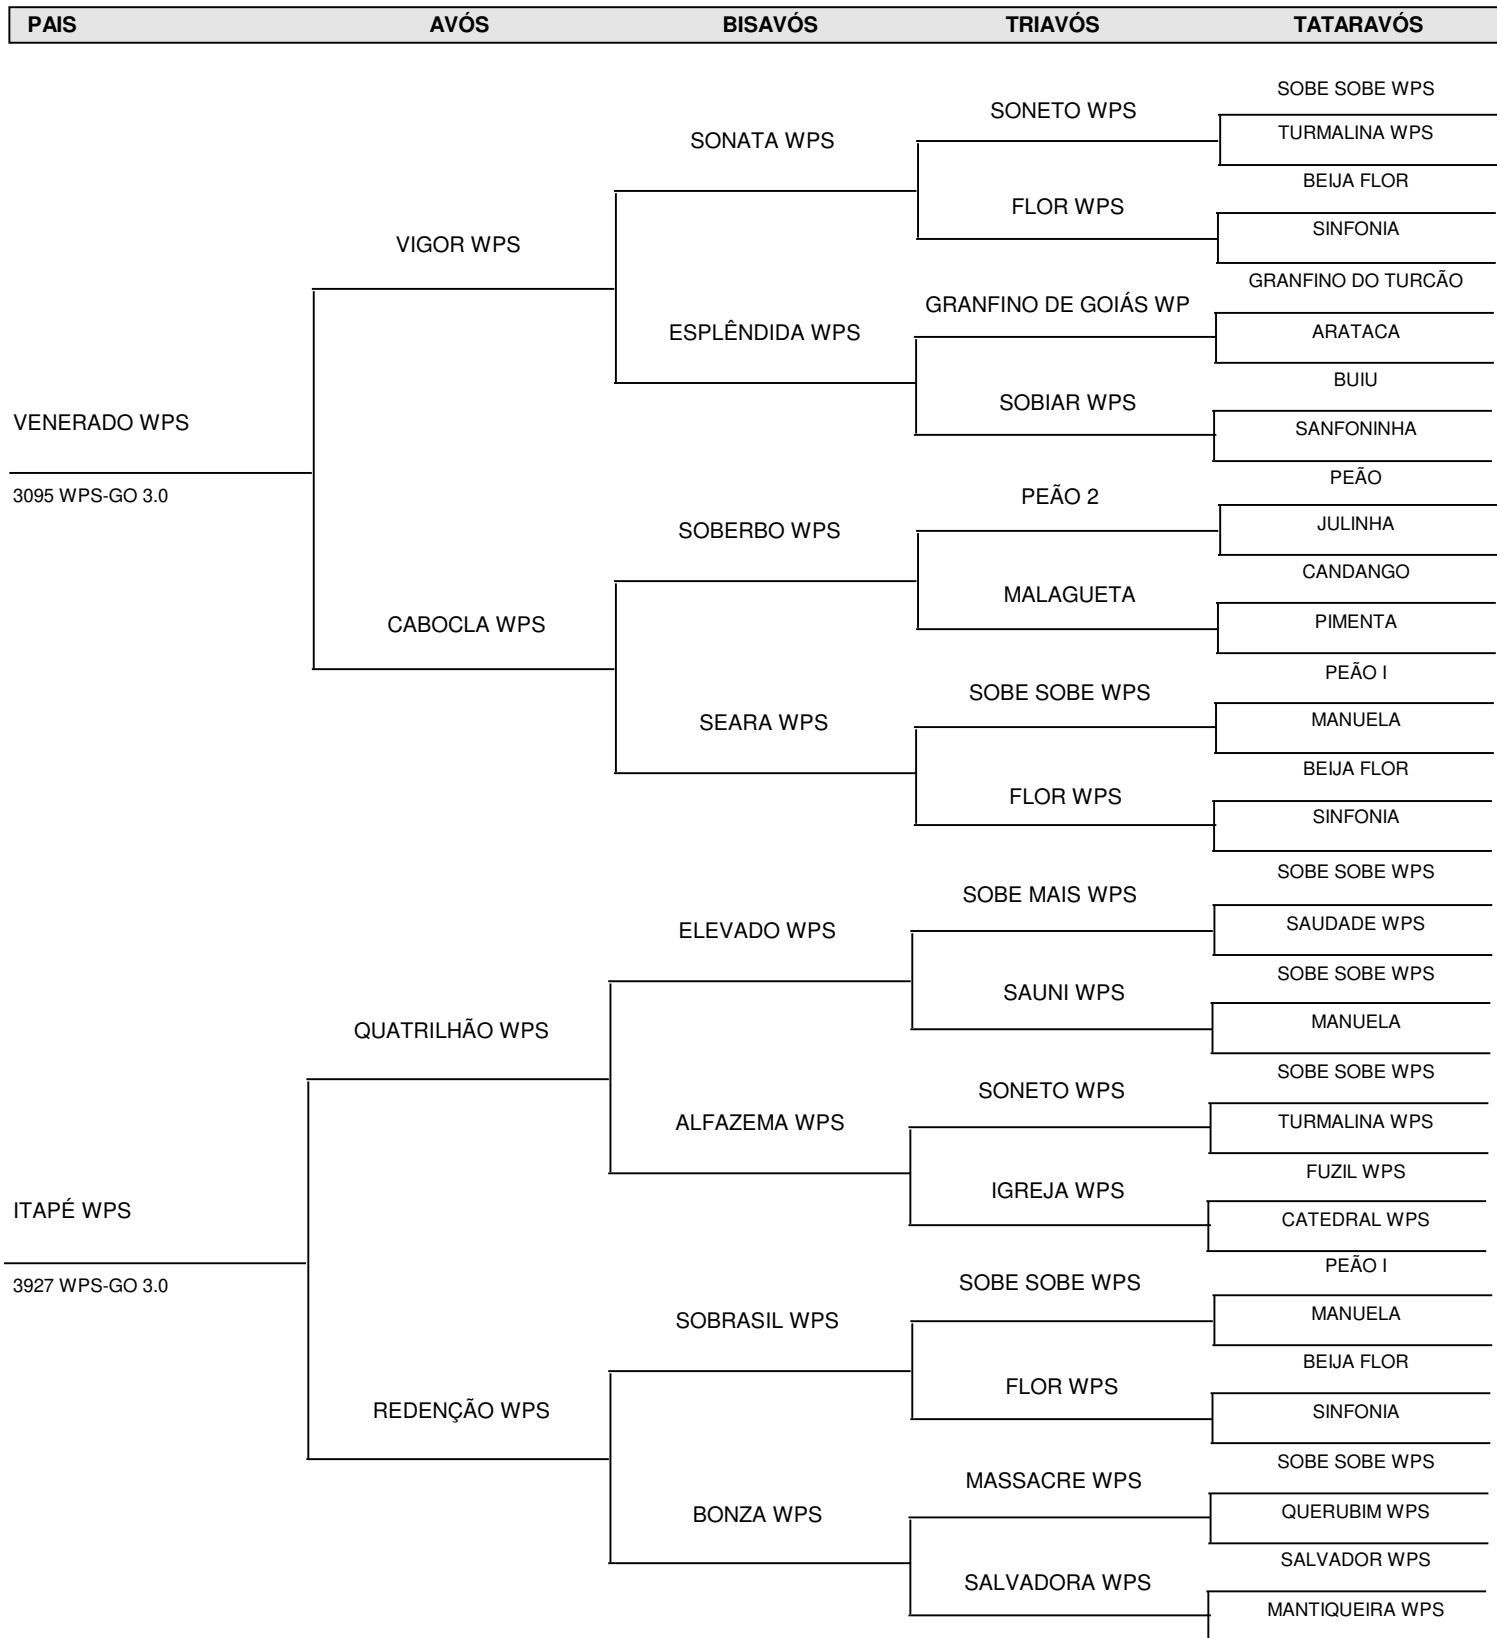 PAIS AVÓS BISAVÓS TRIAVÓS TATARAVÓS
SOBE SOBE WPS
SONETO WPS
TURMALINA WPS
SONATA WPS
BEIJA FLOR
FLOR WPS
SINFONIA
VIGOR WPS
GRANFINO DO TURCÃO
GRANFINO DE GOIÁS WP
ESPLÊNDIDA WPS
ARATACA
BUIU
SOBIAR WPS
VENERADO WPS
SANFONINHA
PEÃO
3095 WPS-GO 3.0
PEÃO 2
JULINHA
SOBERBO WPS
CANDANGO
MALAGUETA
CABOCLA WPS
PIMENTA
PEÃO I
SOBE SOBE WPS
SEARA WPS
MANUELA
BEIJA FLOR
FLOR WPS
SINFONIA
SOBE SOBE WPS
SOBE MAIS WPS
SAUDADE WPS
ELEVADO WPS
SOBE SOBE WPS
SAUNI WPS
MANUELA
QUATRILHÃO WPS
SOBE SOBE WPS
SONETO WPS
TURMALINA WPS
ALFAZEMA WPS
FUZIL WPS
IGREJA WPS
ITAPÉ WPS
CATEDRAL WPS
PEÃO I
3927 WPS-GO 3.0
SOBE SOBE WPS
MANUELA
SOBRASIL WPS
BEIJA FLOR
FLOR WPS
REDENÇÃO WPS
SINFONIA
SOBE SOBE WPS
MASSACRE WPS
BONZA WPS
QUERUBIM WPS
SALVADOR WPS
SALVADORA WPS
MANTIQUEIRA WPS